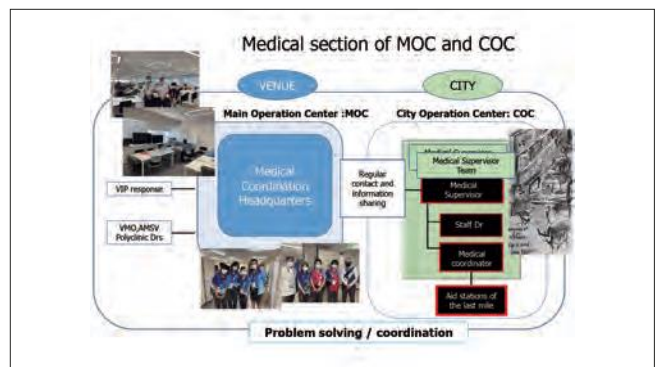 Medical section of MOC and COC
VENUE
CITY
Main Operation Center :MOC
City Operation Center: COC
Medical
Coordination
Headquarters
VIP response
VMO,AMSV
Polyclinic Drs
Regular
contact and
information
sharing
Medical Supervisor
Team
Medical
Supervisor
Staff Dr
Medical
coordinator
Aid stations of
the last mile
Problem solving / coordination